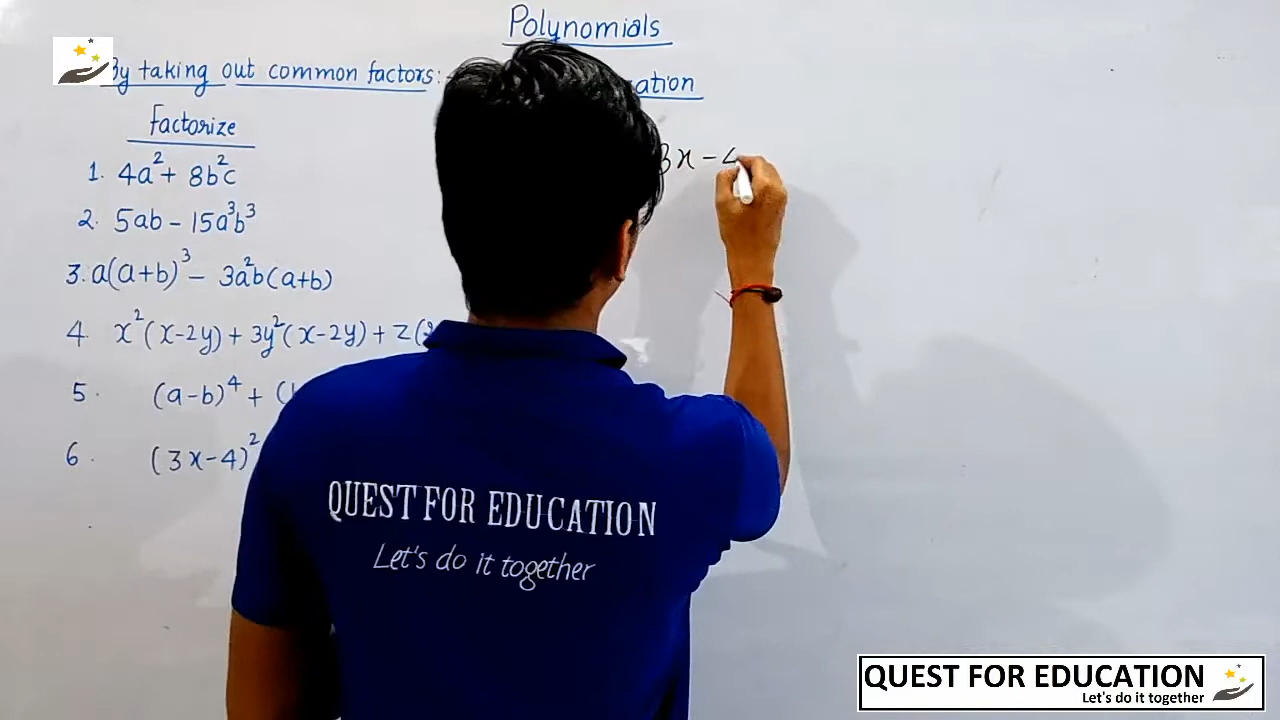 Polynomials
By taking out common factors:
Factorize
1. 4a² + 8b²c
2. 5ab - 15a³b³
3. a(a+b)³ - 3a²b(a+b)
4 x²(x-2y) + 3y²(x-2y) + z(
5. (a-b)⁴ + (
6. (3x-4)²
3x - 4
QUEST FOR EDUCATION
Let's do it together
QUEST FOR EDUCATION
Let's do it together